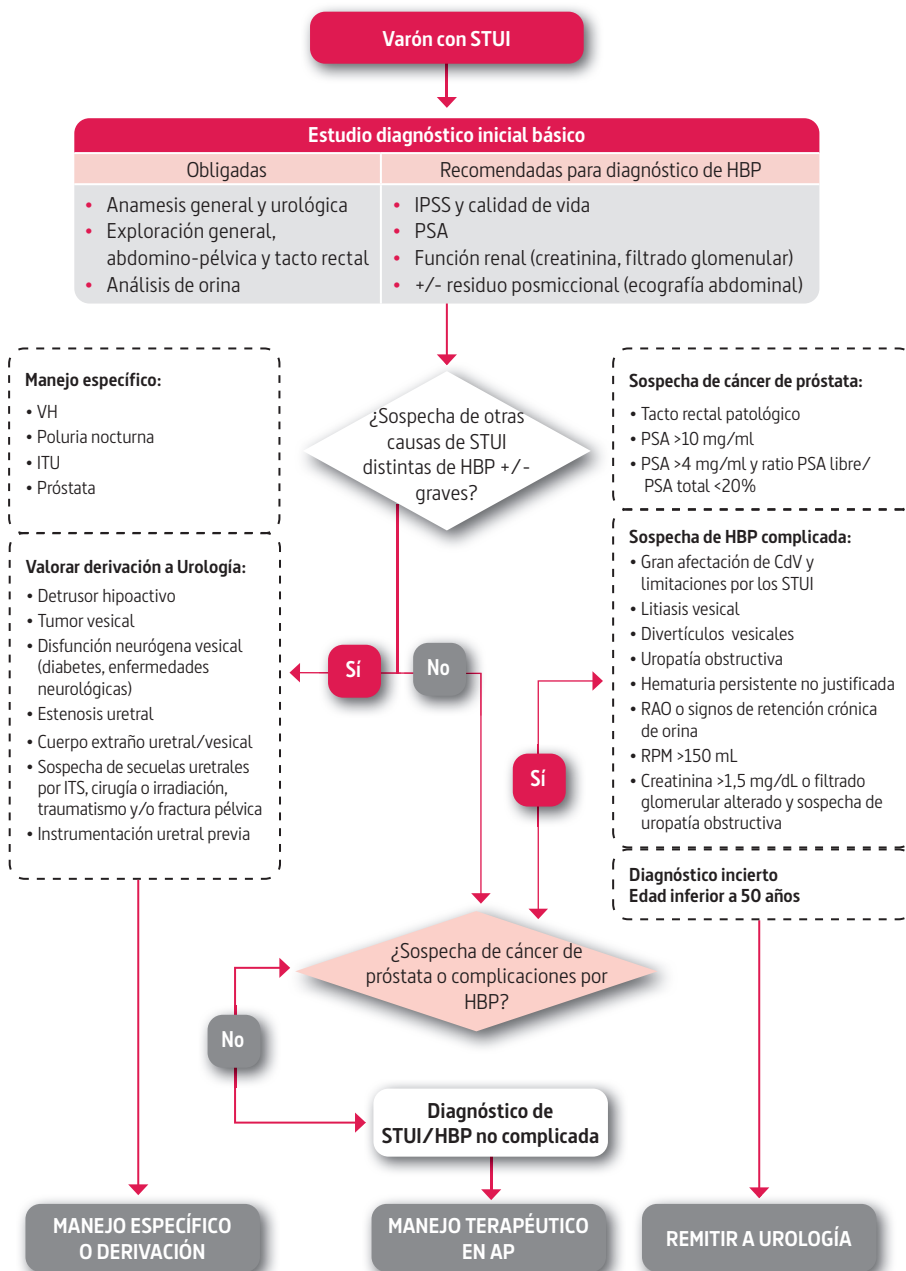 Varón con STUI
Estudio diagnóstico inicial básico
Obligadas
• Anamesis general y urológica
• Exploración general,
abdomino-pélvica y tacto rectal
• Análisis de orina
Recomendadas para diagnóstico de HBP
• IPSS y calidad de vida
• PSA
• Función renal (creatinina, filtrado glomenular)
• +/- residuo posmiccional (ecografía abdominal)
¿Sospecha de otras
causas de STUI
distintas de HBP +/-
graves?
Manejo específico:
• VH
• Poluria nocturna
• ITU
• Próstata
Valorar derivación a Urología:
• Detrusor hipoactivo
• Tumor vesical
• Disfunción neurógena vesical
(diabetes, enfermedades
neurológicas)
• Estenosis uretral
• Cuerpo extraño uretral/vesical
• Sospecha de secuelas uretrales
por ITS, cirugía o irradiación,
traumatismo y/o fractura pélvica
• Instrumentación uretral previa
Sí
No
Sí
Sospecha de cáncer de próstata:
• Tacto rectal patológico
• PSA >10 mg/ml
• PSA >4 mg/ml y ratio PSA libre/
PSA total <20%
Sospecha de HBP complicada:
• Gran afectación de CdV y
limitaciones por los STUI
• Litiasis vesical
• Divertículos vesicales
• Uropatía obstructiva
• Hematuria persistente no justificada
• RAO o signos de retención crónica
de orina
• RPM >150 mL
• Creatinina >1,5 mg/dL o filtrado
glomerular alterado y sospecha de
uropatía obstructiva
Diagnóstico incierto
Edad inferior a 50 años
¿Sospecha de cáncer de
próstata o complicaciones por
HBP?
No
Diagnóstico de
STUI/HBP no complicada
MANEJO ESPECÍFICO
O DERIVACIÓN
MANEJO TERAPÉUTICO
EN AP
REMITIR A UROLOGÍA